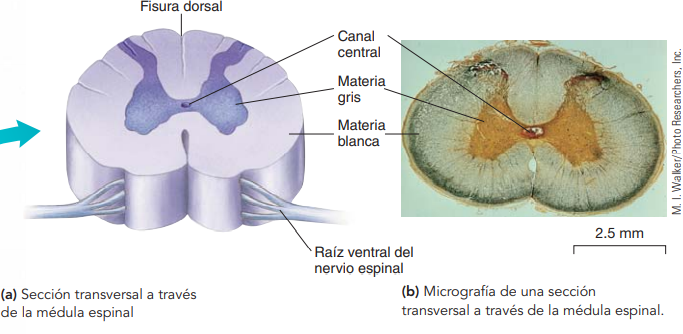 Fisura dorsal
Canal
central
Materia
gris
Materia
blanca
Raíz ventral del
nervio espinal
2.5 mm
M. I. Walker/Photo Researchers, Inc.
(a) Sección transversal a través
de la médula espinal
(b) Micrografía de una sección
transversal a través de la médula espinal.